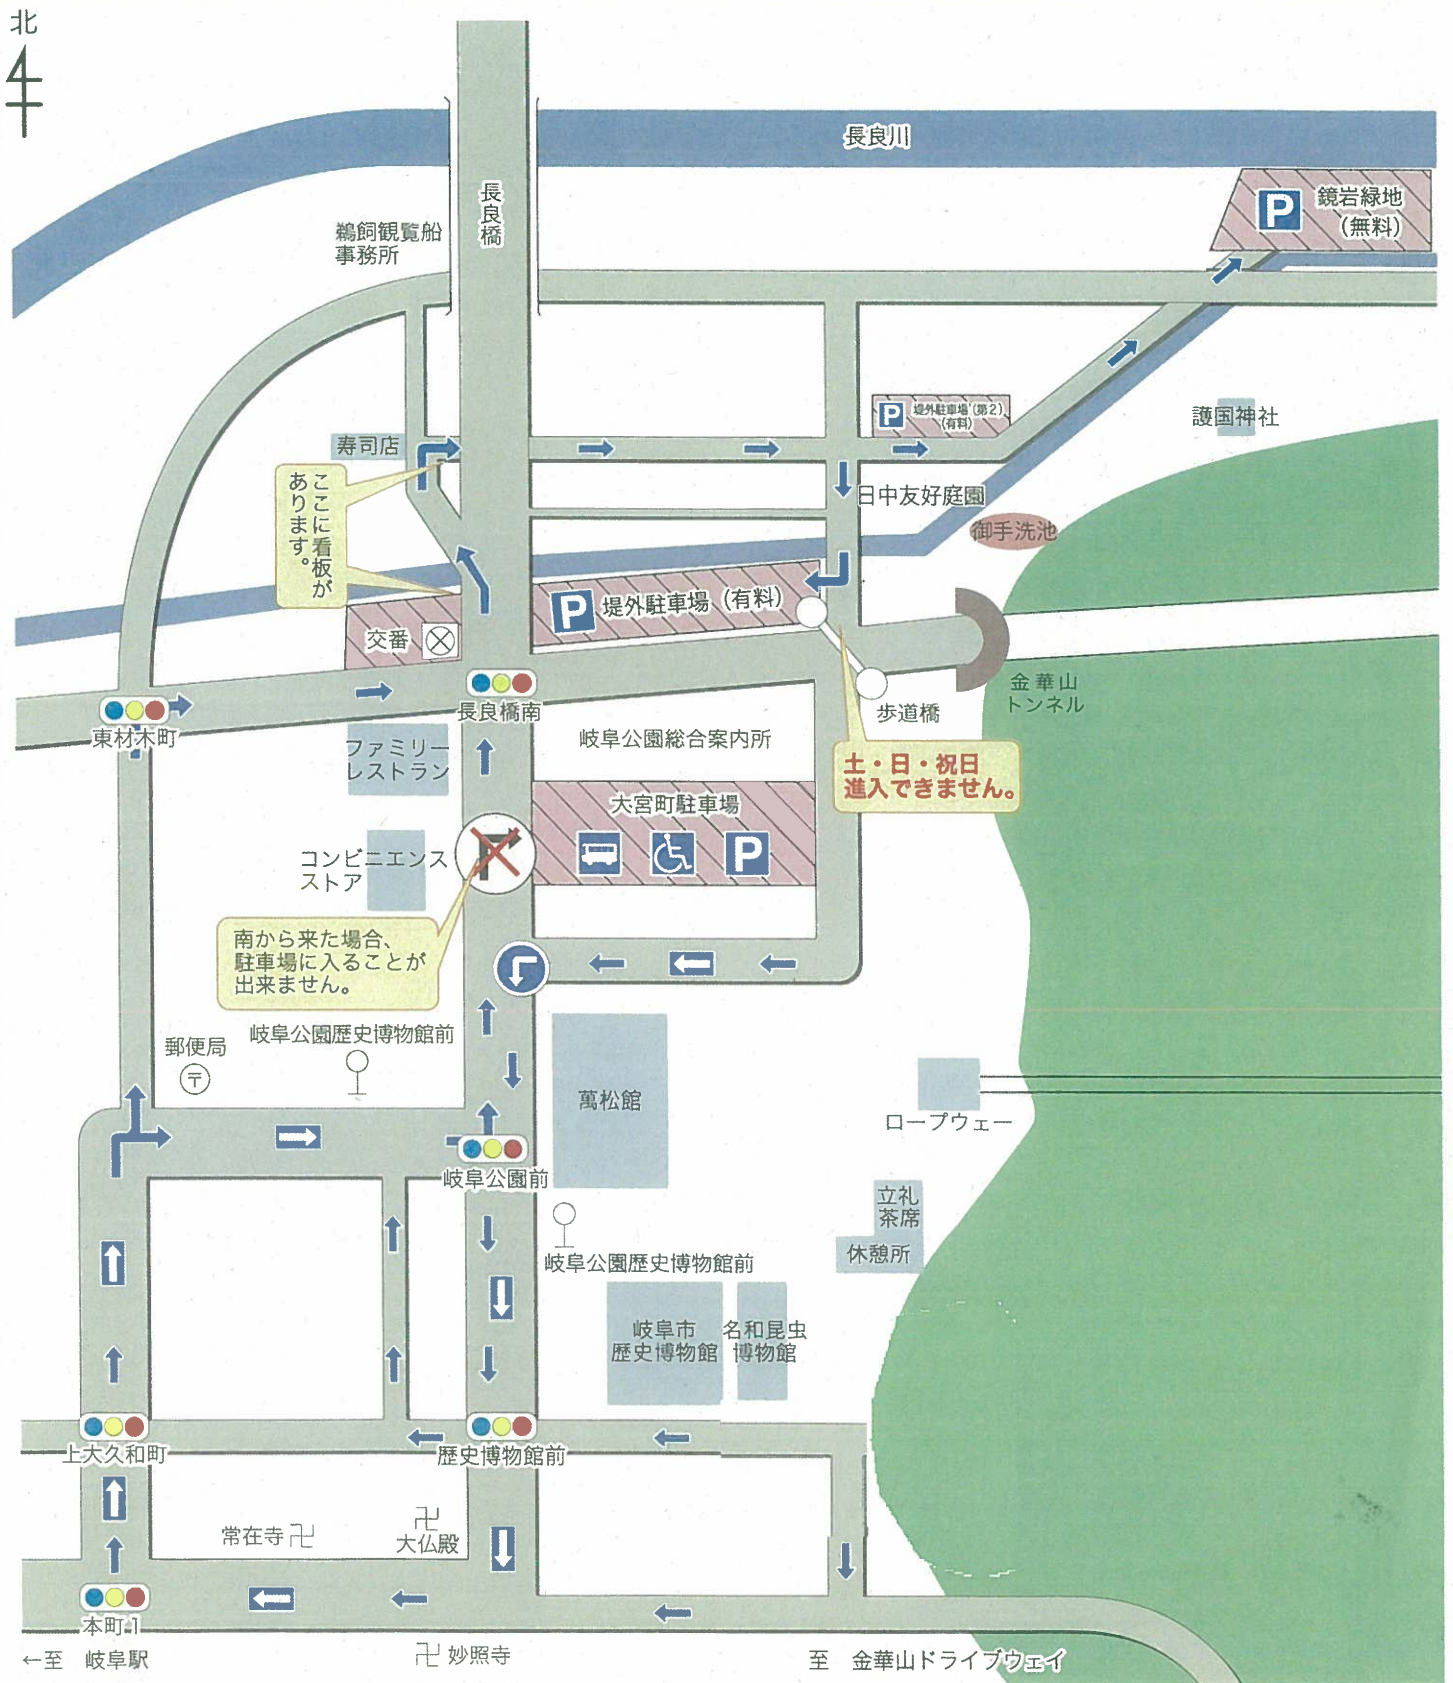 北
長良川
長良橋
鵜飼観覧船
事務所
P
鏡岩緑地
(無料)
P
堤外駐車場(第2)
(有料)
護国神社
寿司店
ここに看板が
あります。
日中友好庭園
御手洗池
P
堤外駐車場(有料)
交番
長良橋南
東材木町
金華山
トンネル
歩道橋
ファミリー
レストラン
岐阜公園総合案内所
土・日・祝日
進入できません。
大宮町駐車場
P
コンビニエンス
ストア
南から来た場合、
駐車場に入ることが
出来ません。
岐阜公園歴史博物館前
郵便局
〒
萬松館
ロープウェー
岐阜公園前
立礼
茶席
休憩所
岐阜公園歴史博物館前
岐阜市
歴史博物館
名和昆虫
博物館
上大久和町
歴史博物館前
常在寺卍
卍
大仏殿
本町1
←至 岐阜駅
卍妙照寺
至 金華山ドライブウェイ